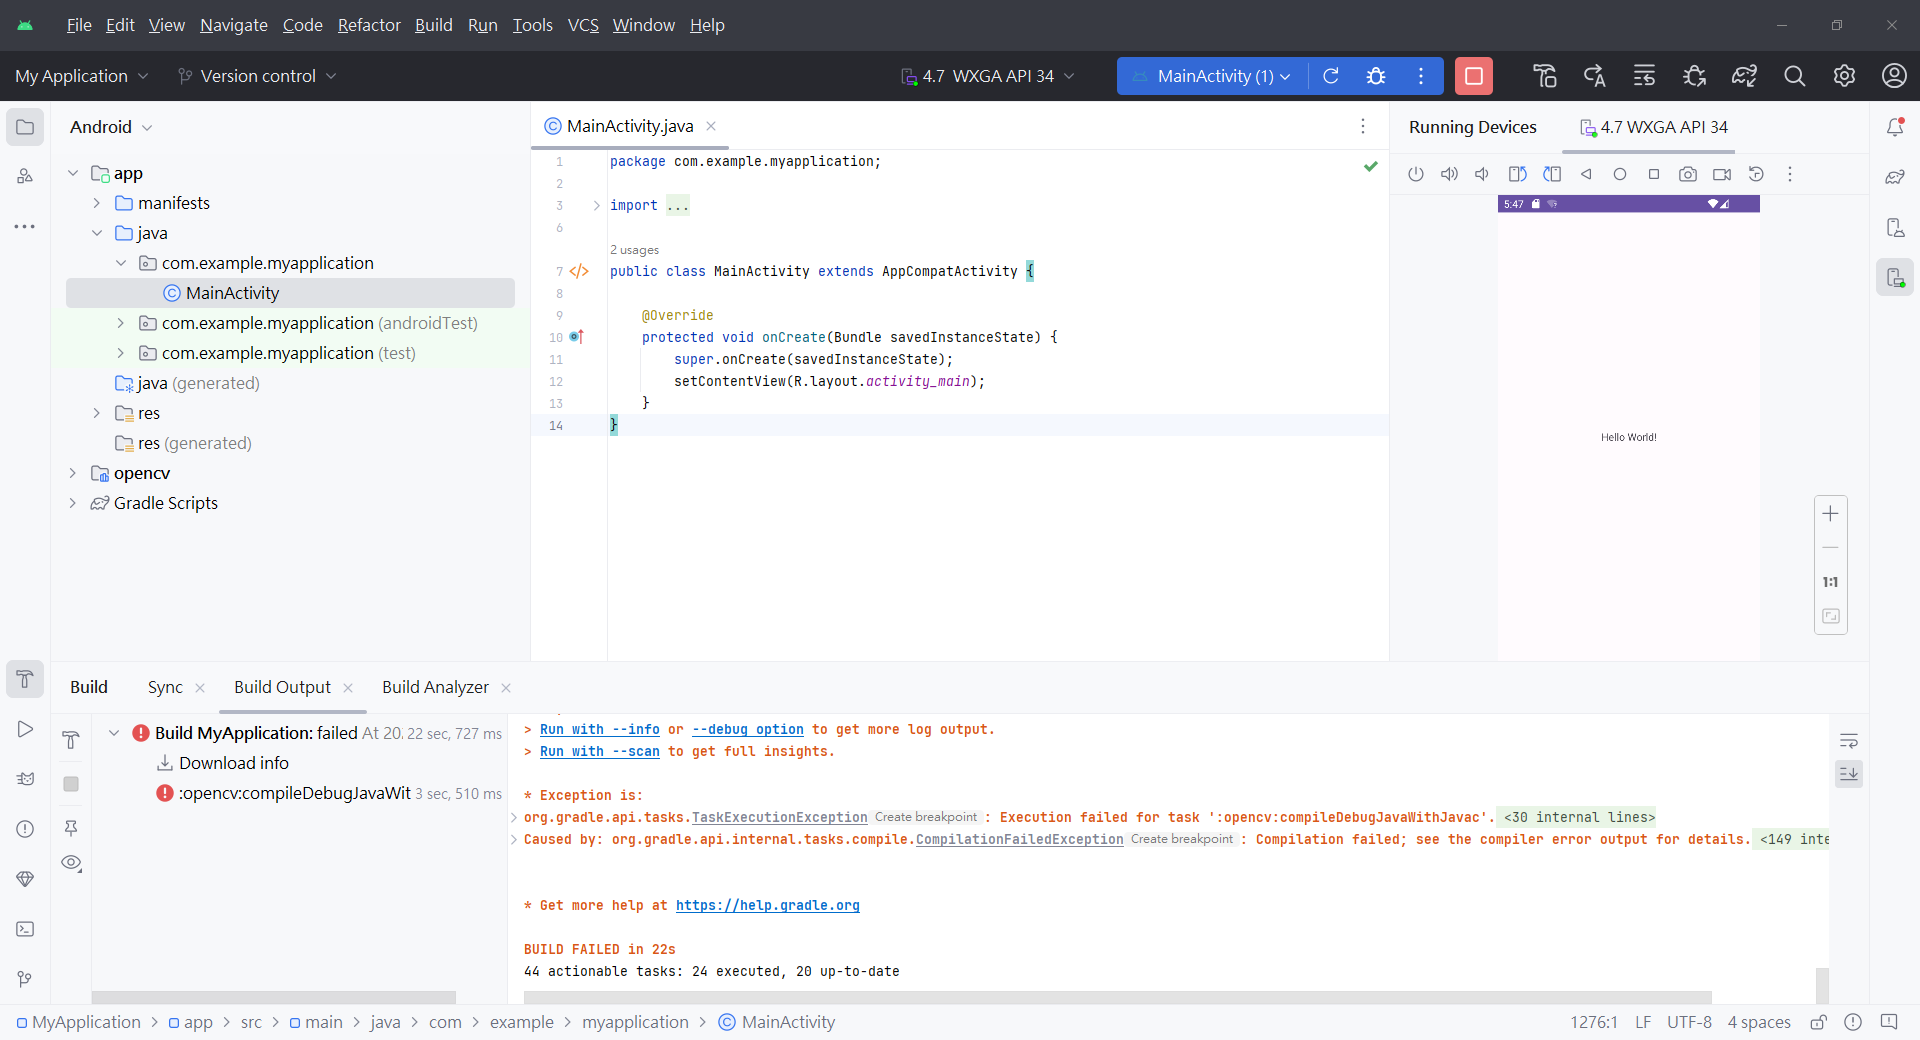 File Edit View Navigate Code Refactor Build Run Tools VCS Window Help
My Application Version control 4.7 WXGA API 34 MainActivity (1)
Android
app
manifests
java
com.example.myapplication
MainActivity
com.example.myapplication (androidTest)
com.example.myapplication (test)
java (generated)
res
res (generated)
opencv
Gradle Scripts
MainActivity.java
1 package com.example.myapplication;
2
3 import ...
6
2 usages
7 public class MainActivity extends AppCompatActivity {
8
9 @Override
10 protected void onCreate(Bundle savedInstanceState) {
11 super.onCreate(savedInstanceState);
12 setContentView(R.layout.activity_main);
13 }
14 }
Running Devices 4.7 WXGA API 34
5:47
Hello World!
1:1
Build Sync Build Output Build Analyzer
Build MyApplication: failed At 20. 22 sec, 727 ms
Download info
:opencv:compileDebugJavaWit 3 sec, 510 ms
> Run with --info or --debug option to get more log output.
> Run with --scan to get full insights.
* Exception is:
org.gradle.api.tasks.TaskExecutionException Create breakpoint : Execution failed for task ':opencv:compileDebugJavaWithJavac'. <30 internal lines>
Caused by: org.gradle.api.internal.tasks.compile.CompilationFailedException Create breakpoint : Compilation failed; see the compiler error output for details. <149 inte
* Get more help at https://help.gradle.org
BUILD FAILED in 22s
44 actionable tasks: 24 executed, 20 up-to-date
MyApplication > app > src > main > java > com > example > myapplication > MainActivity 1276:1 LF UTF-8 4 spaces